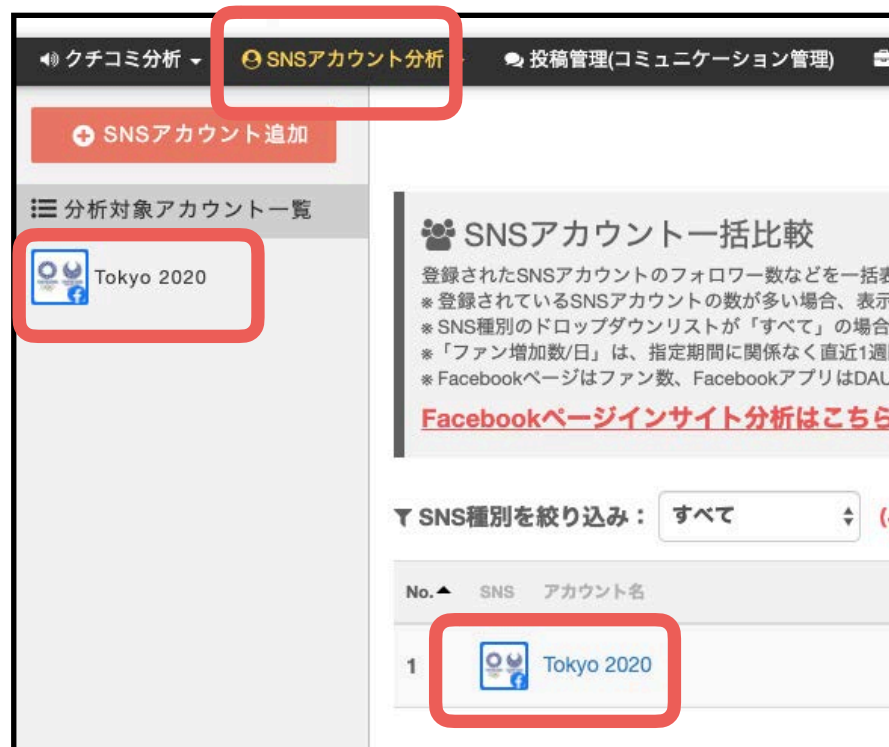 クチコミ分析
SNSアカウント分析
投稿管理(コミュニケーション管理)
SNSアカウント追加
分析対象アカウント一覧
Tokyo 2020
SNSアカウント一括比較
登録されたSNSアカウントのフォロワー数などを一括表
※登録されているSNSアカウントの数が多い場合、表示
※SNS種別のドロップダウンリストが「すべて」の場合
※「ファン増加数/日」は、指定期間に関係なく直近1週
※Facebookページはファン数、FacebookアプリはDAU
Facebookページインサイト分析はこちら
SNS種別を絞り込み： すべて
No. SNS アカウント名
1 Tokyo 2020